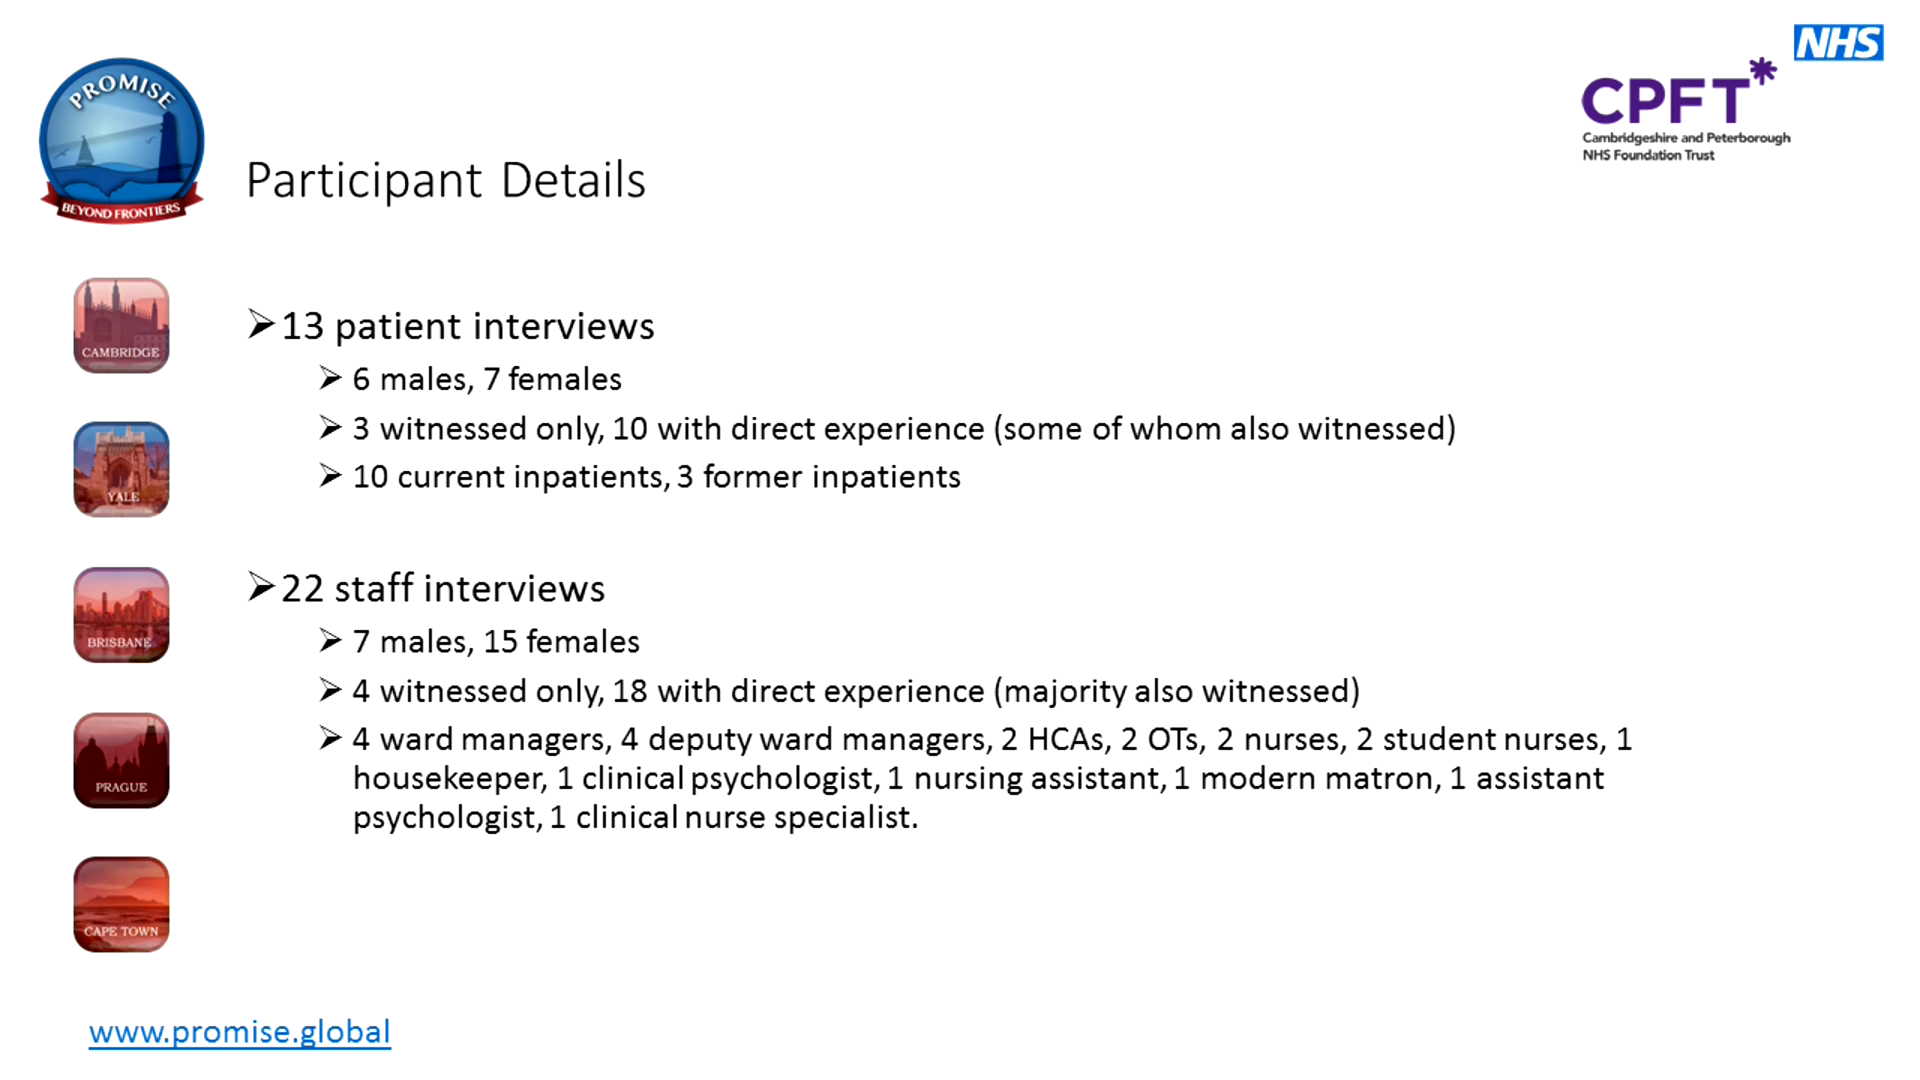 NHS
CPFT
Cambridgeshire and Peterborough
NHS Foundation Trust
PROMISE
BEYOND FRONTIERS
Participant Details
CAMBRIDGE
YALE
BRISBANE
PRAGUE
CAPE TOWN
➢13 patient interviews
➢ 6 males, 7 females
➢ 3 witnessed only, 10 with direct experience (some of whom also witnessed)
➢ 10 current inpatients, 3 former inpatients
➢22 staff interviews
➢ 7 males, 15 females
➢ 4 witnessed only, 18 with direct experience (majority also witnessed)
➢ 4 ward managers, 4 deputy ward managers, 2 HCAs, 2 OTs, 2 nurses, 2 student nurses, 1
housekeeper, 1 clinical psychologist, 1 nursing assistant, 1 modern matron, 1 assistant
psychologist, 1 clinical nurse specialist.
www.promise.global